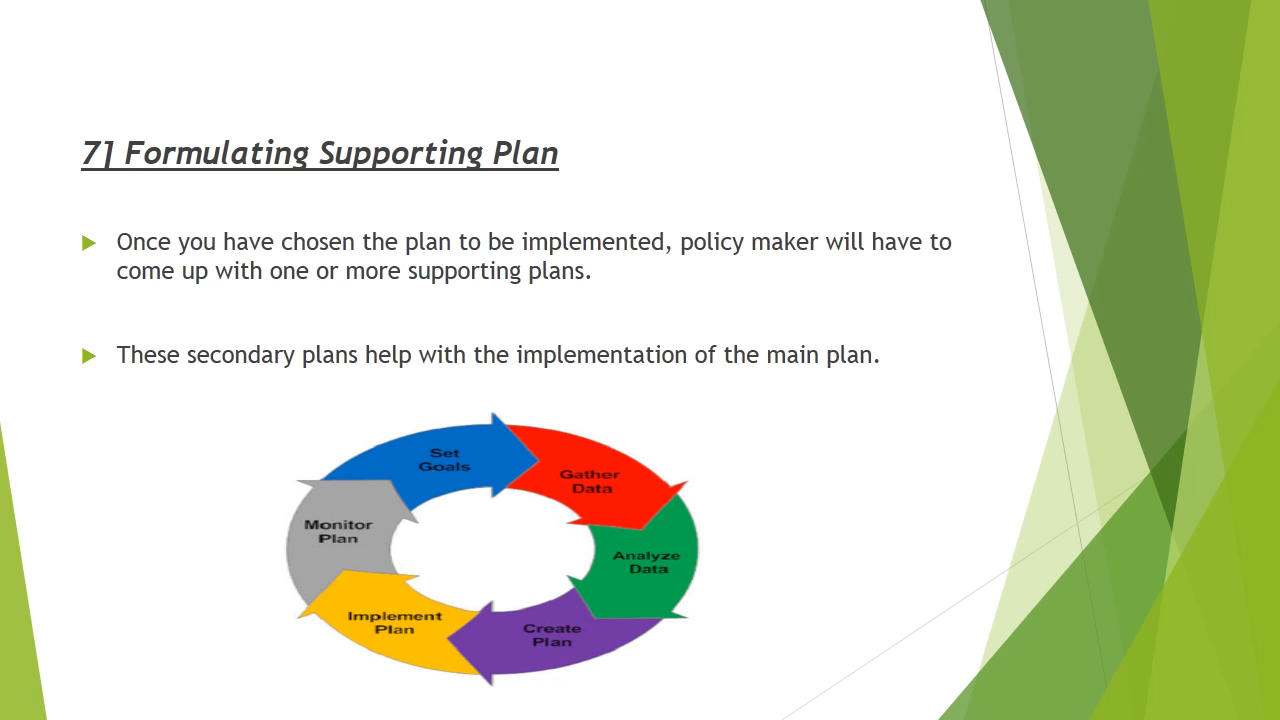 7] Formulating Supporting Plan
Once you have chosen the plan to be implemented, policy maker will have to
come up with one or more supporting plans.
These secondary plans help with the implementation of the main plan.
Set
Goals
Gather
Data
Analyze
Data
Create
Plan
Implement
Plan
Monitor
Plan